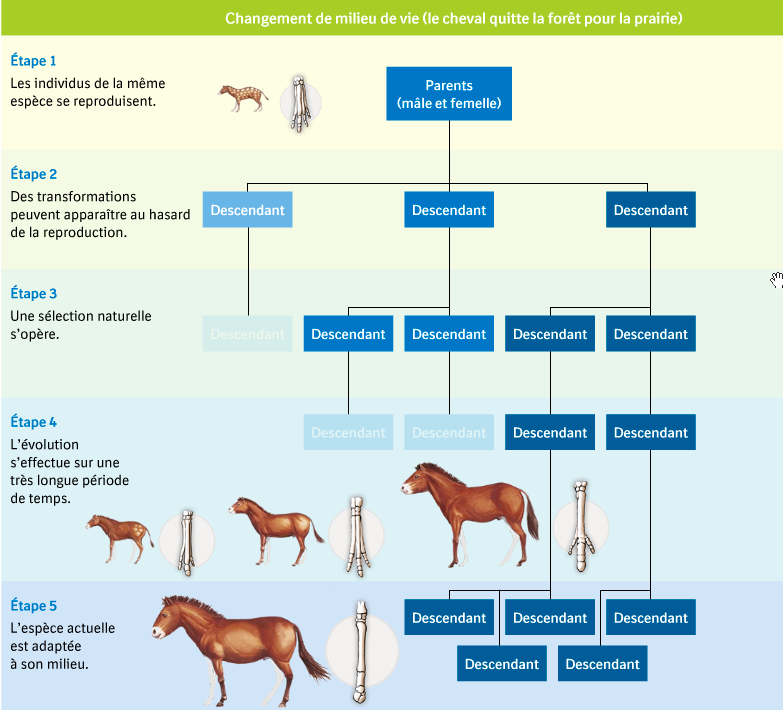 Changement de milieu de vie (le cheval quitte la forêt pour la prairie)
Étape 1
Les individus de la même
espèce se reproduisent.
Parents
(mâle et femelle)
Étape 2
Des transformations
peuvent apparaître au hasard
de la reproduction.
Descendant
Descendant
Descendant
Étape 3
Une sélection naturelle
s'opère.
Descendant
Descendant
Descendant
Descendant
Descendant
Étape 4
L'évolution
s'effectue sur une
très longue période
de temps.
Descendant
Descendant
Descendant
Descendant
Étape 5
L'espèce actuelle
est adaptée
à son milieu.
Descendant
Descendant
Descendant
Descendant
Descendant